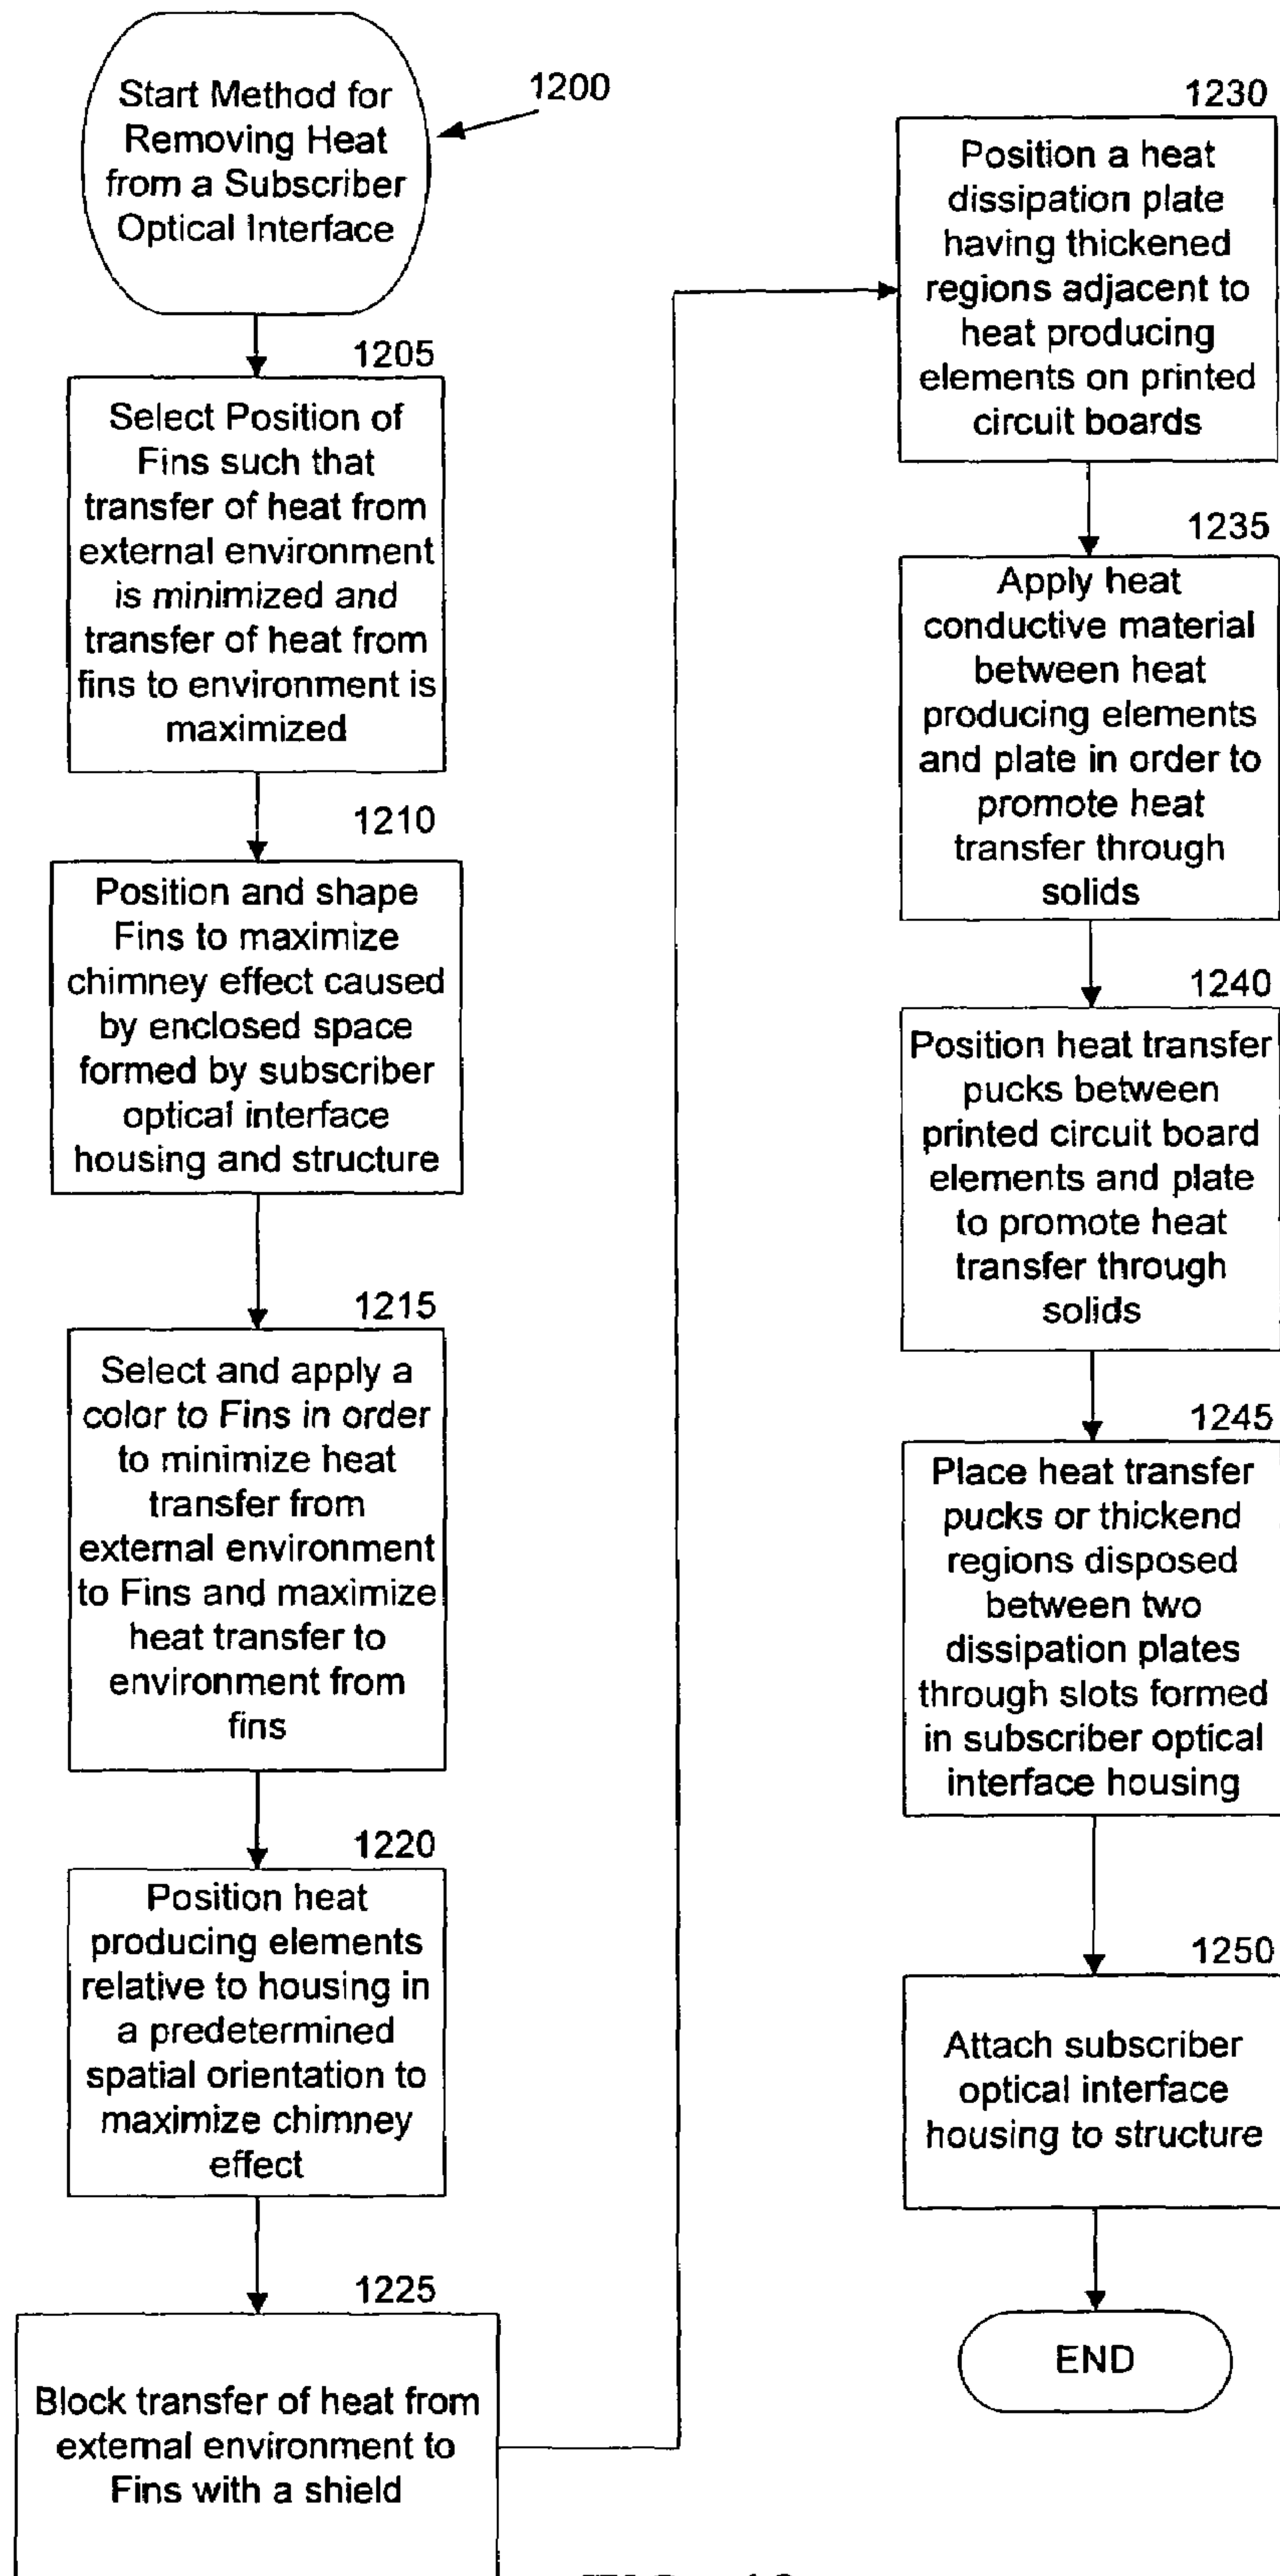 Start Method for
Removing Heat
from a Subscriber
Optical Interface
1200
1205
Select Position of
Fins such that
transfer of heat from
external environment
is minimized and
transfer of heat from
fins to environment is
maximized
1210
Position and shape
Fins to maximize
chimney effect caused
by enclosed space
formed by subscriber
optical interface
housing and structure
1215
Select and apply a
color to Fins in order
to minimize heat
transfer from
external environment
to Fins and maximize
heat transfer to
environment from
fins
1220
Position heat
producing elements
relative to housing in
a predetermined
spatial orientation to
maximize chimney
effect
1225
Block transfer of heat from
external environment to
Fins with a shield
1230
Position a heat
dissipation plate
having thickened
regions adjacent to
heat producing
elements on printed
circuit boards
1235
Apply heat
conductive material
between heat
producing elements
and plate in order to
promote heat
transfer through
solids
1240
Position heat transfer
pucks between
printed circuit board
elements and plate
to promote heat
transfer through
solids
1245
Place heat transfer
pucks or thickend
regions disposed
between two
dissipation plates
through slots formed
in subscriber optical
interface housing
1250
Attach subscriber
optical interface
housing to structure
END